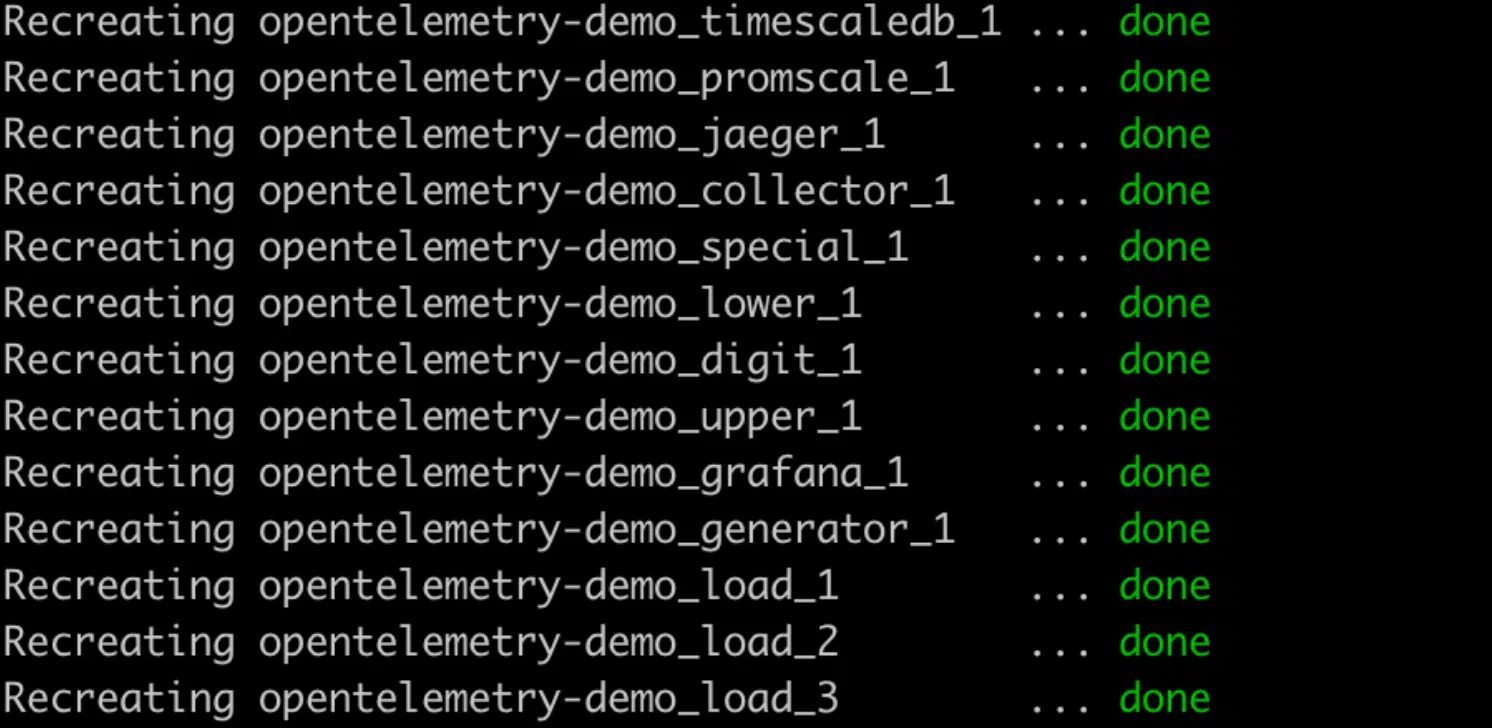 Recreating opentelemetry-demo_timescaledb_1 ... done
Recreating opentelemetry-demo_promscale_1   ... done
Recreating opentelemetry-demo_jaeger_1      ... done
Recreating opentelemetry-demo_collector_1   ... done
Recreating opentelemetry-demo_special_1     ... done
Recreating opentelemetry-demo_lower_1       ... done
Recreating opentelemetry-demo_digit_1       ... done
Recreating opentelemetry-demo_upper_1       ... done
Recreating opentelemetry-demo_grafana_1     ... done
Recreating opentelemetry-demo_generator_1   ... done
Recreating opentelemetry-demo_load_1        ... done
Recreating opentelemetry-demo_load_2        ... done
Recreating opentelemetry-demo_load_3        ... done